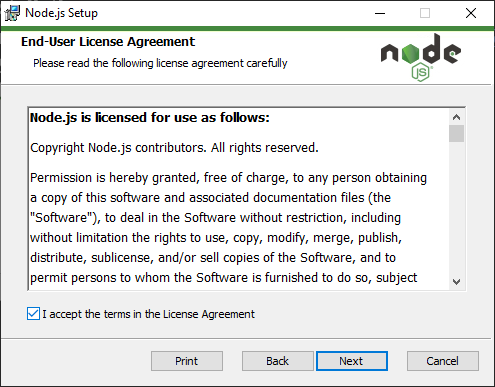 Node.js Setup
End-User License Agreement
Please read the following license agreement carefully
node
JS
Node.js is licensed for use as follows:
Copyright Node.js contributors. All rights reserved.
Permission is hereby granted, free of charge, to any person obtaining
a copy of this software and associated documentation files (the
"Software"), to deal in the Software without restriction, including
without limitation the rights to use, copy, modify, merge, publish,
distribute, sublicense, and/or sell copies of the Software, and to
permit persons to whom the Software is furnished to do so, subject
I accept the terms in the License Agreement
Print
Back
Next
Cancel